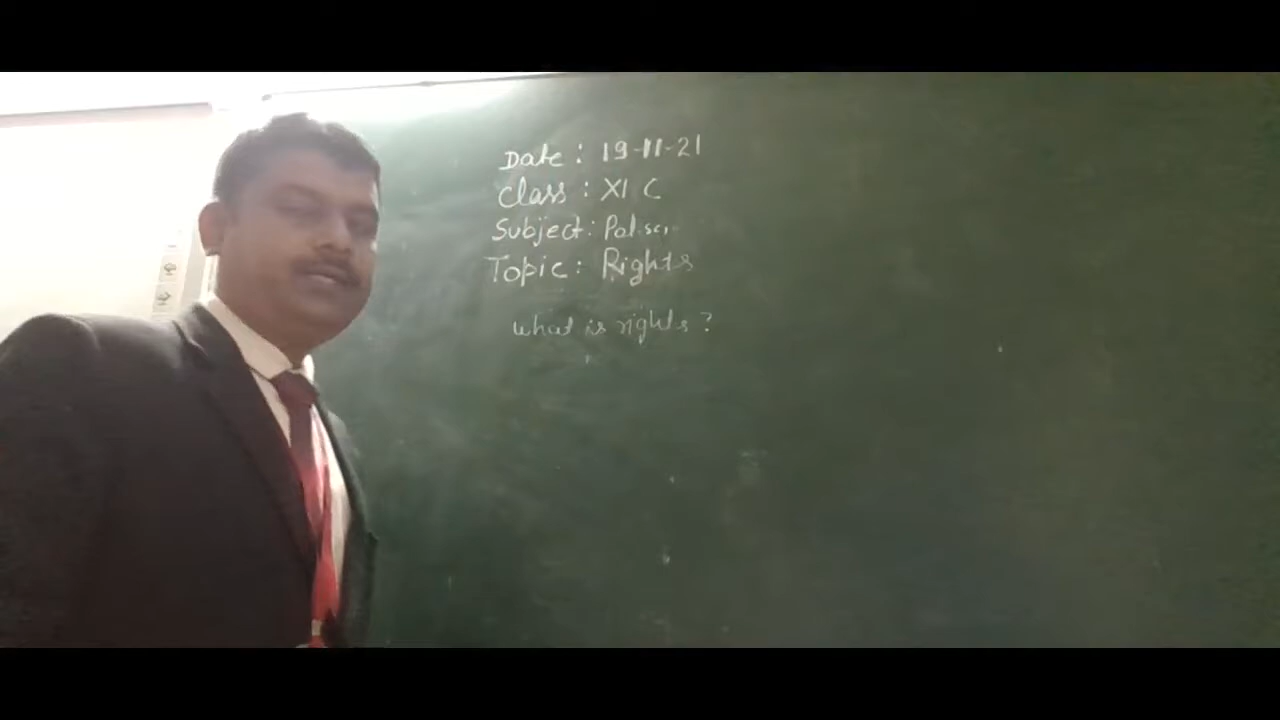 Date : 19-11-21
Class : XI C
Subject : Pol.sci
Topic : Rights
what is rights ?